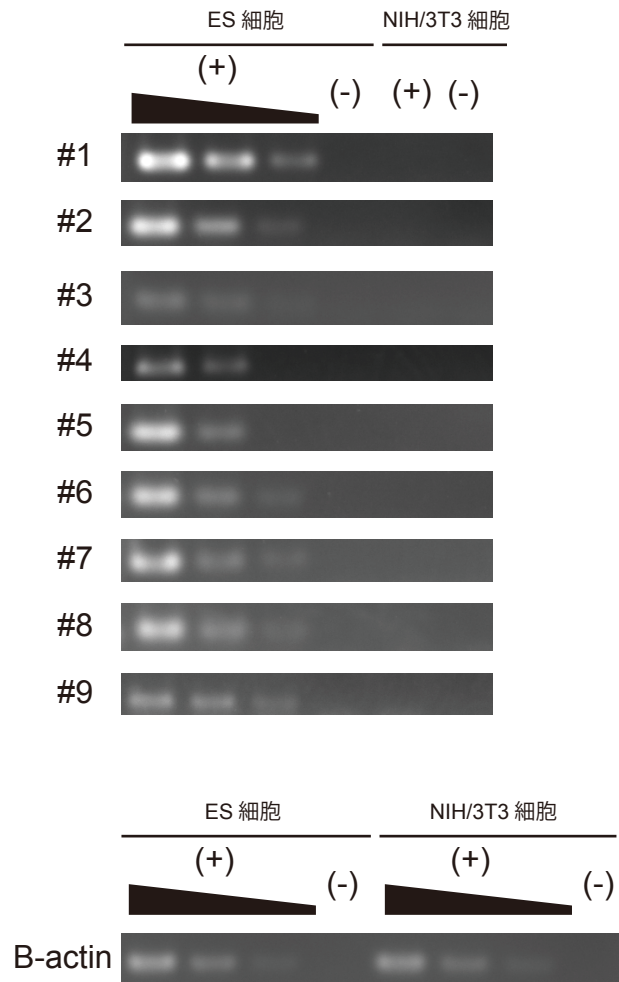 ES 細胞 NIH/3T3 細胞
(+) (-) (+) (-)
#1
#2
#3
#4
#5
#6
#7
#8
#9
ES 細胞 NIH/3T3 細胞
(+) (-) (+) (-)
B-actin